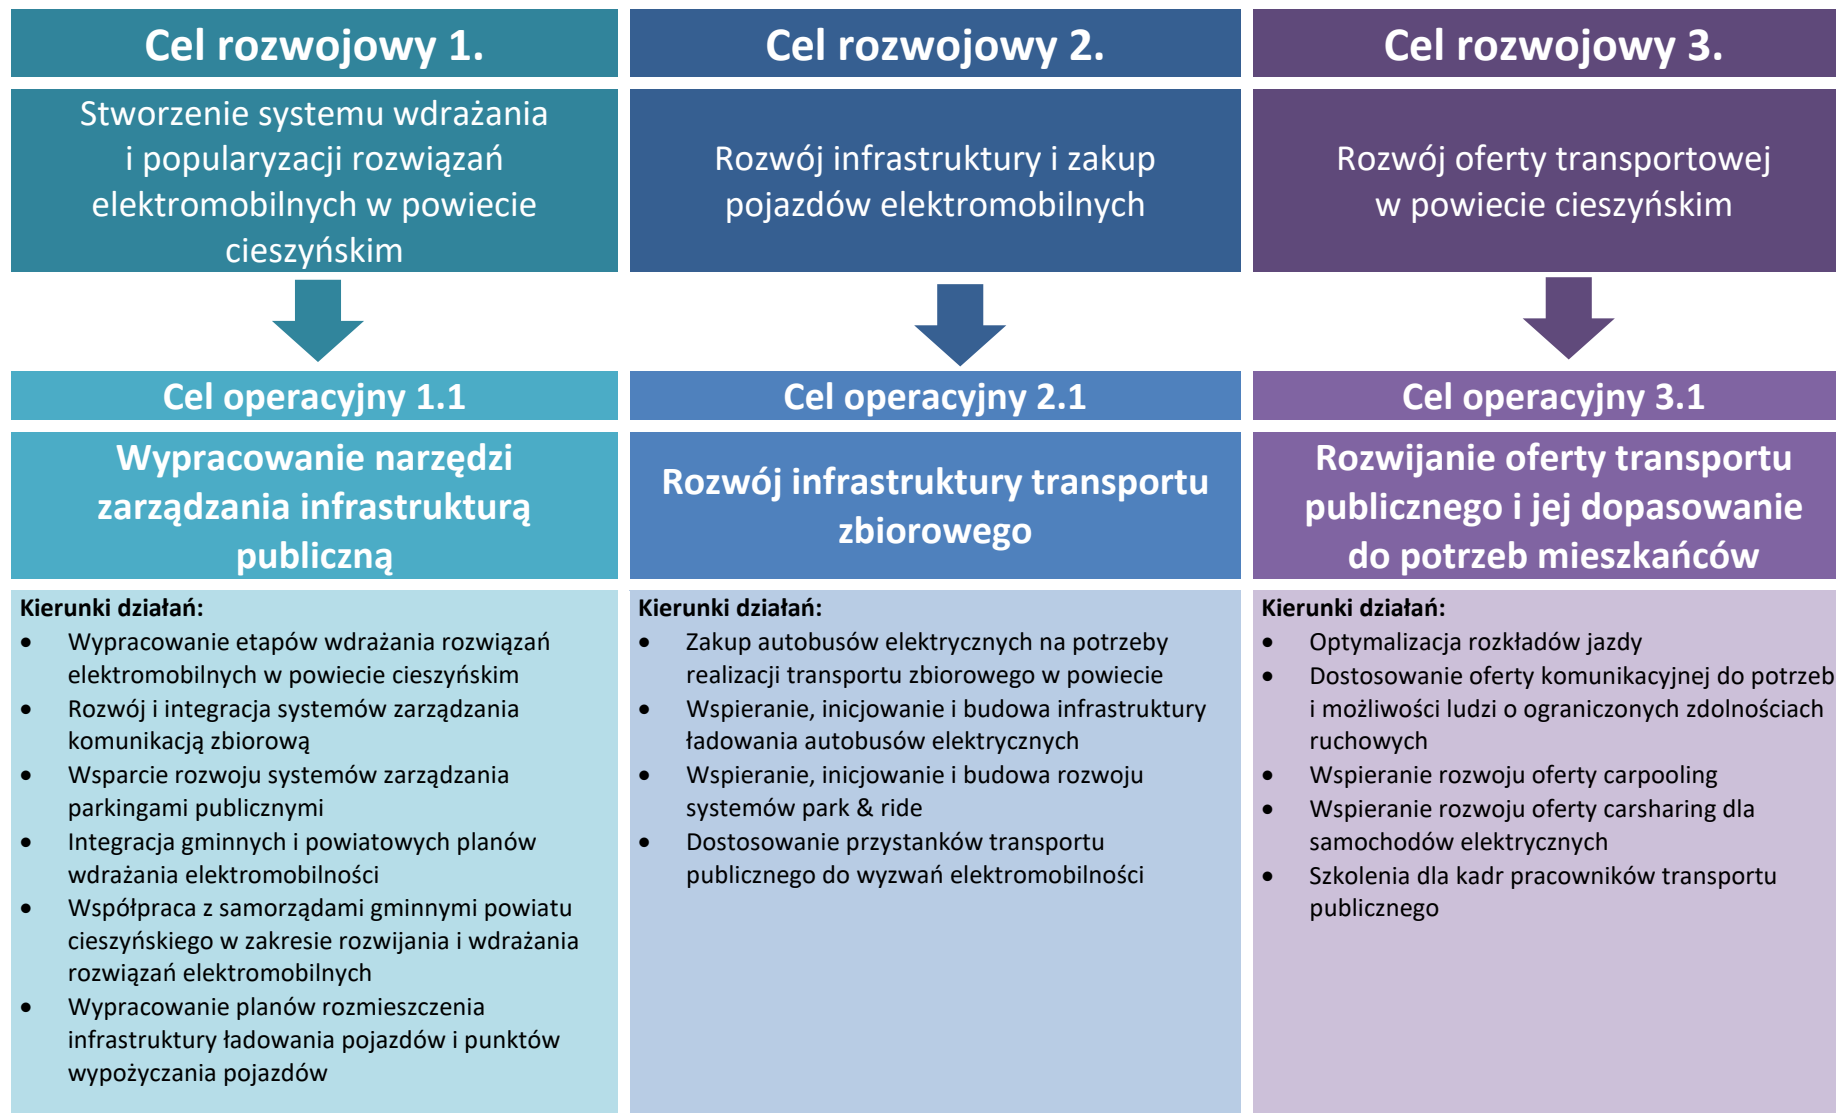 Cel rozwojowy 1.
Stworzenie systemu wdrażania
i popularyzacji rozwiązań
elektromobilnych w powiecie
cieszyńskim
Cel operacyjny 1.1
Wypracowanie narzędzi
zarządzania infrastrukturą
publiczną
Kierunki działań:
• Wypracowanie etapów wdrażania rozwiązań
elektromobilnych w powiecie cieszyńskim
• Rozwój i integracja systemów zarządzania
komunikacją zbiorową
• Wsparcie rozwoju systemów zarządzania
parkingami publicznymi
• Integracja gminnych i powiatowych planów
wdrażania elektromobilności
• Współpraca z samorządami gminnymi powiatu
cieszyńskiego w zakresie rozwijania i wdrażania
rozwiązań elektromobilnych
• Wypracowanie planów rozmieszczenia
infrastruktury ładowania pojazdów i punktów
wypożyczania pojazdów
Cel rozwojowy 2.
Rozwój infrastruktury i zakup
pojazdów elektromobilnych
Cel operacyjny 2.1
Rozwój infrastruktury transportu
zbiorowego
Kierunki działań:
• Zakup autobusów elektrycznych na potrzeby
realizacji transportu zbiorowego w powiecie
• Wspieranie, inicjowanie i budowa infrastruktury
ładowania autobusów elektrycznych
• Wspieranie, inicjowanie i budowa rozwoju
systemów park & ride
• Dostosowanie przystanków transportu
publicznego do wyzwań elektromobilności
Cel rozwojowy 3.
Rozwój oferty transportowej
w powiecie cieszyńskim
Cel operacyjny 3.1
Rozwijanie oferty transportu
publicznego i jej dopasowanie
do potrzeb mieszkańców
Kierunki działań:
• Optymalizacja rozkładów jazdy
• Dostosowanie oferty komunikacyjnej do potrzeb
i możliwości ludzi o ograniczonych zdolnościach
ruchowych
• Wspieranie rozwoju oferty carpooling
• Wspieranie rozwoju oferty carsharing dla
samochodów elektrycznych
• Szkolenia dla kadr pracowników transportu
publicznego